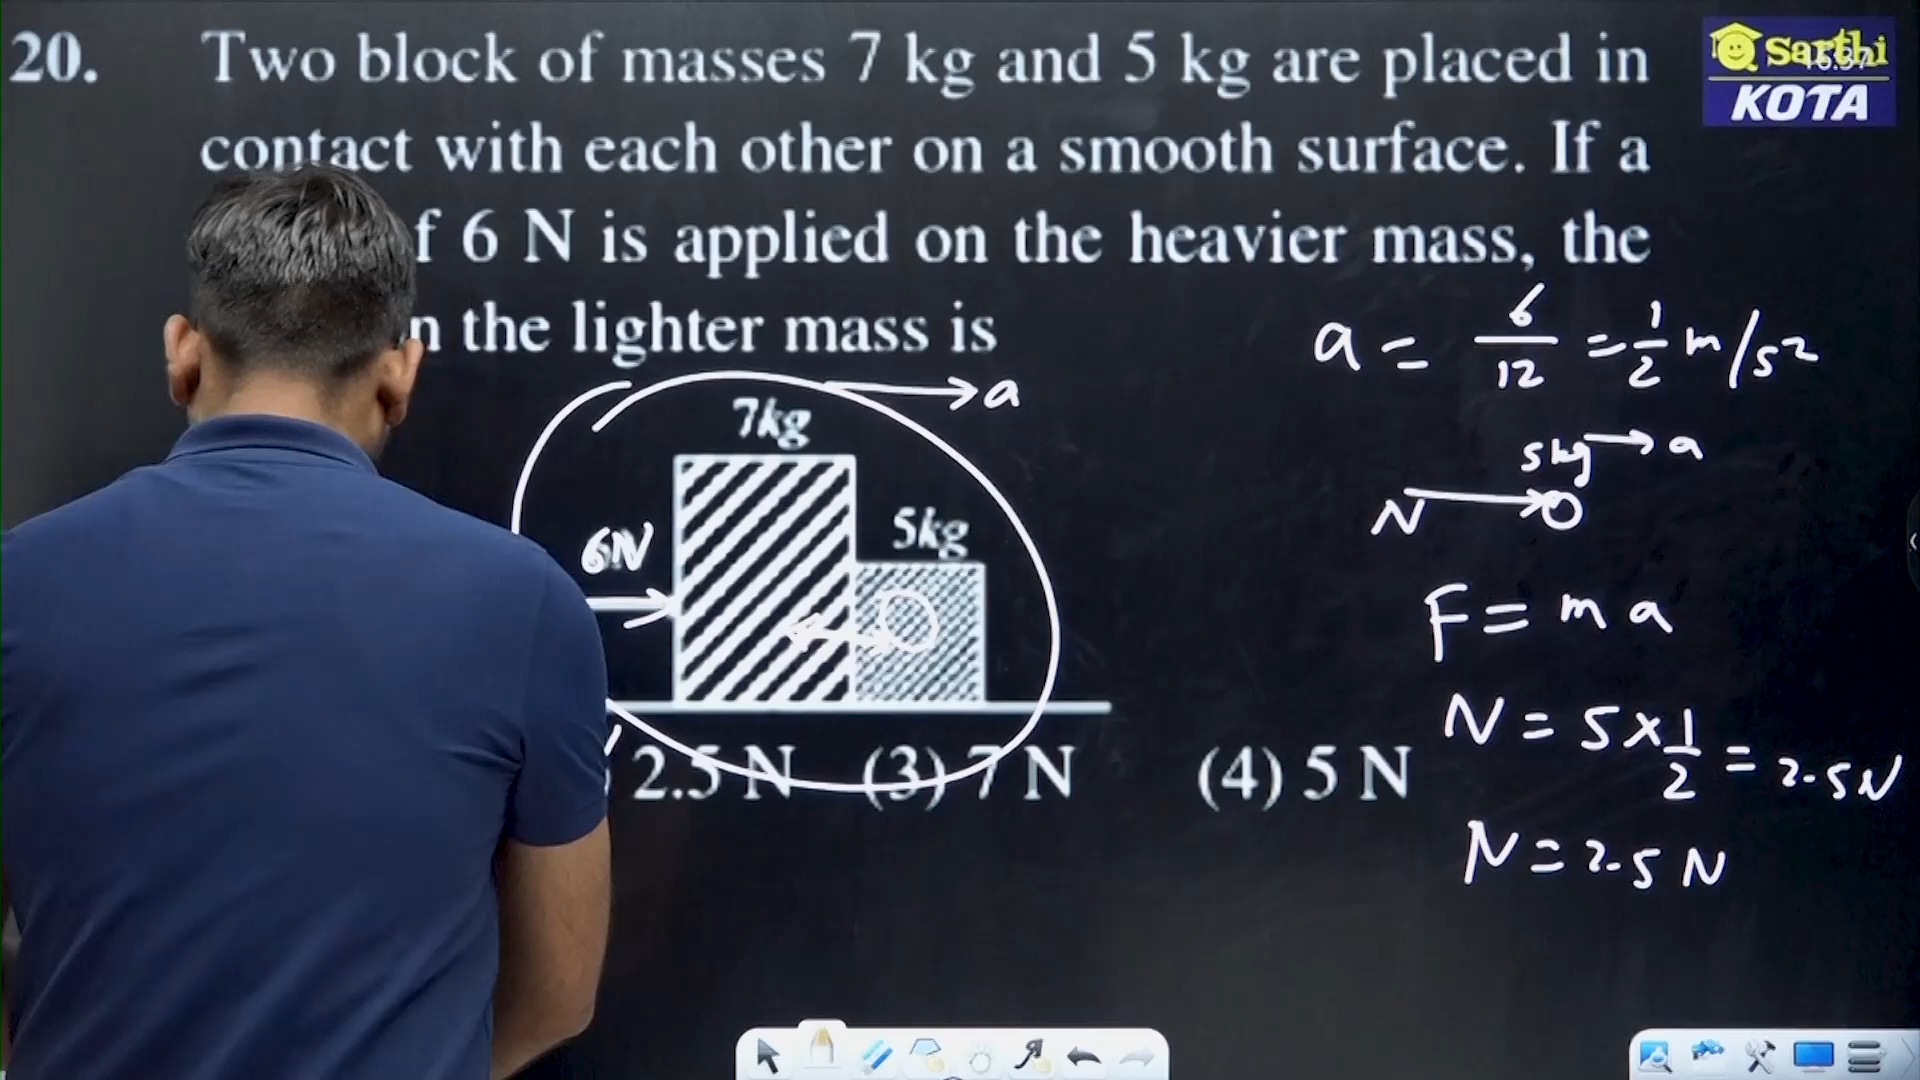 20. Two block of masses 7 kg and 5 kg are placed in
contact with each other on a smooth surface. If a
f 6 N is applied on the heavier mass, the
n the lighter mass is
7kg
5kg
6N
a
) 2.5 N (3) 7 N (4) 5 N
a = 6/12 = 1/2 m/s2
5kg → a
N
F = m a
N = 5 × 1/2 = 2.5 N
N = 2.5 N
Sarthi
KOTA